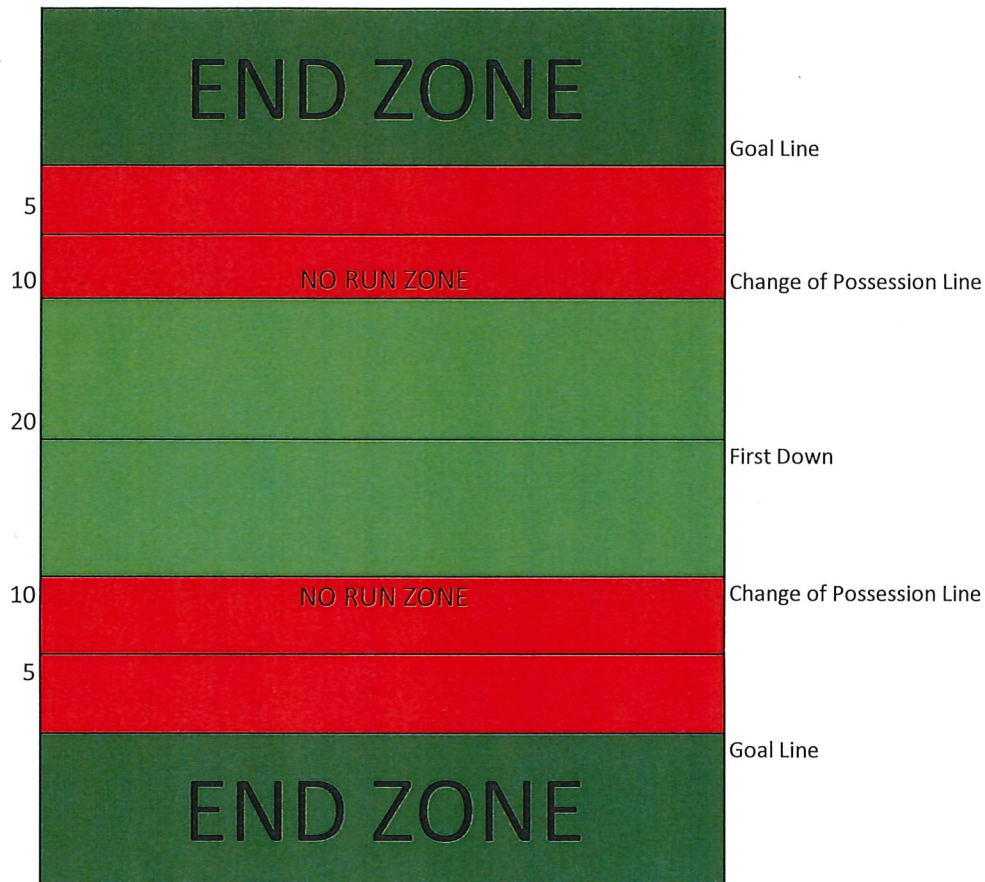 END ZONE
Goal Line
5
10
NO RUN ZONE
Change of Possession Line
20
First Down
10
NO RUN ZONE
Change of Possession Line
5
Goal Line
END ZONE